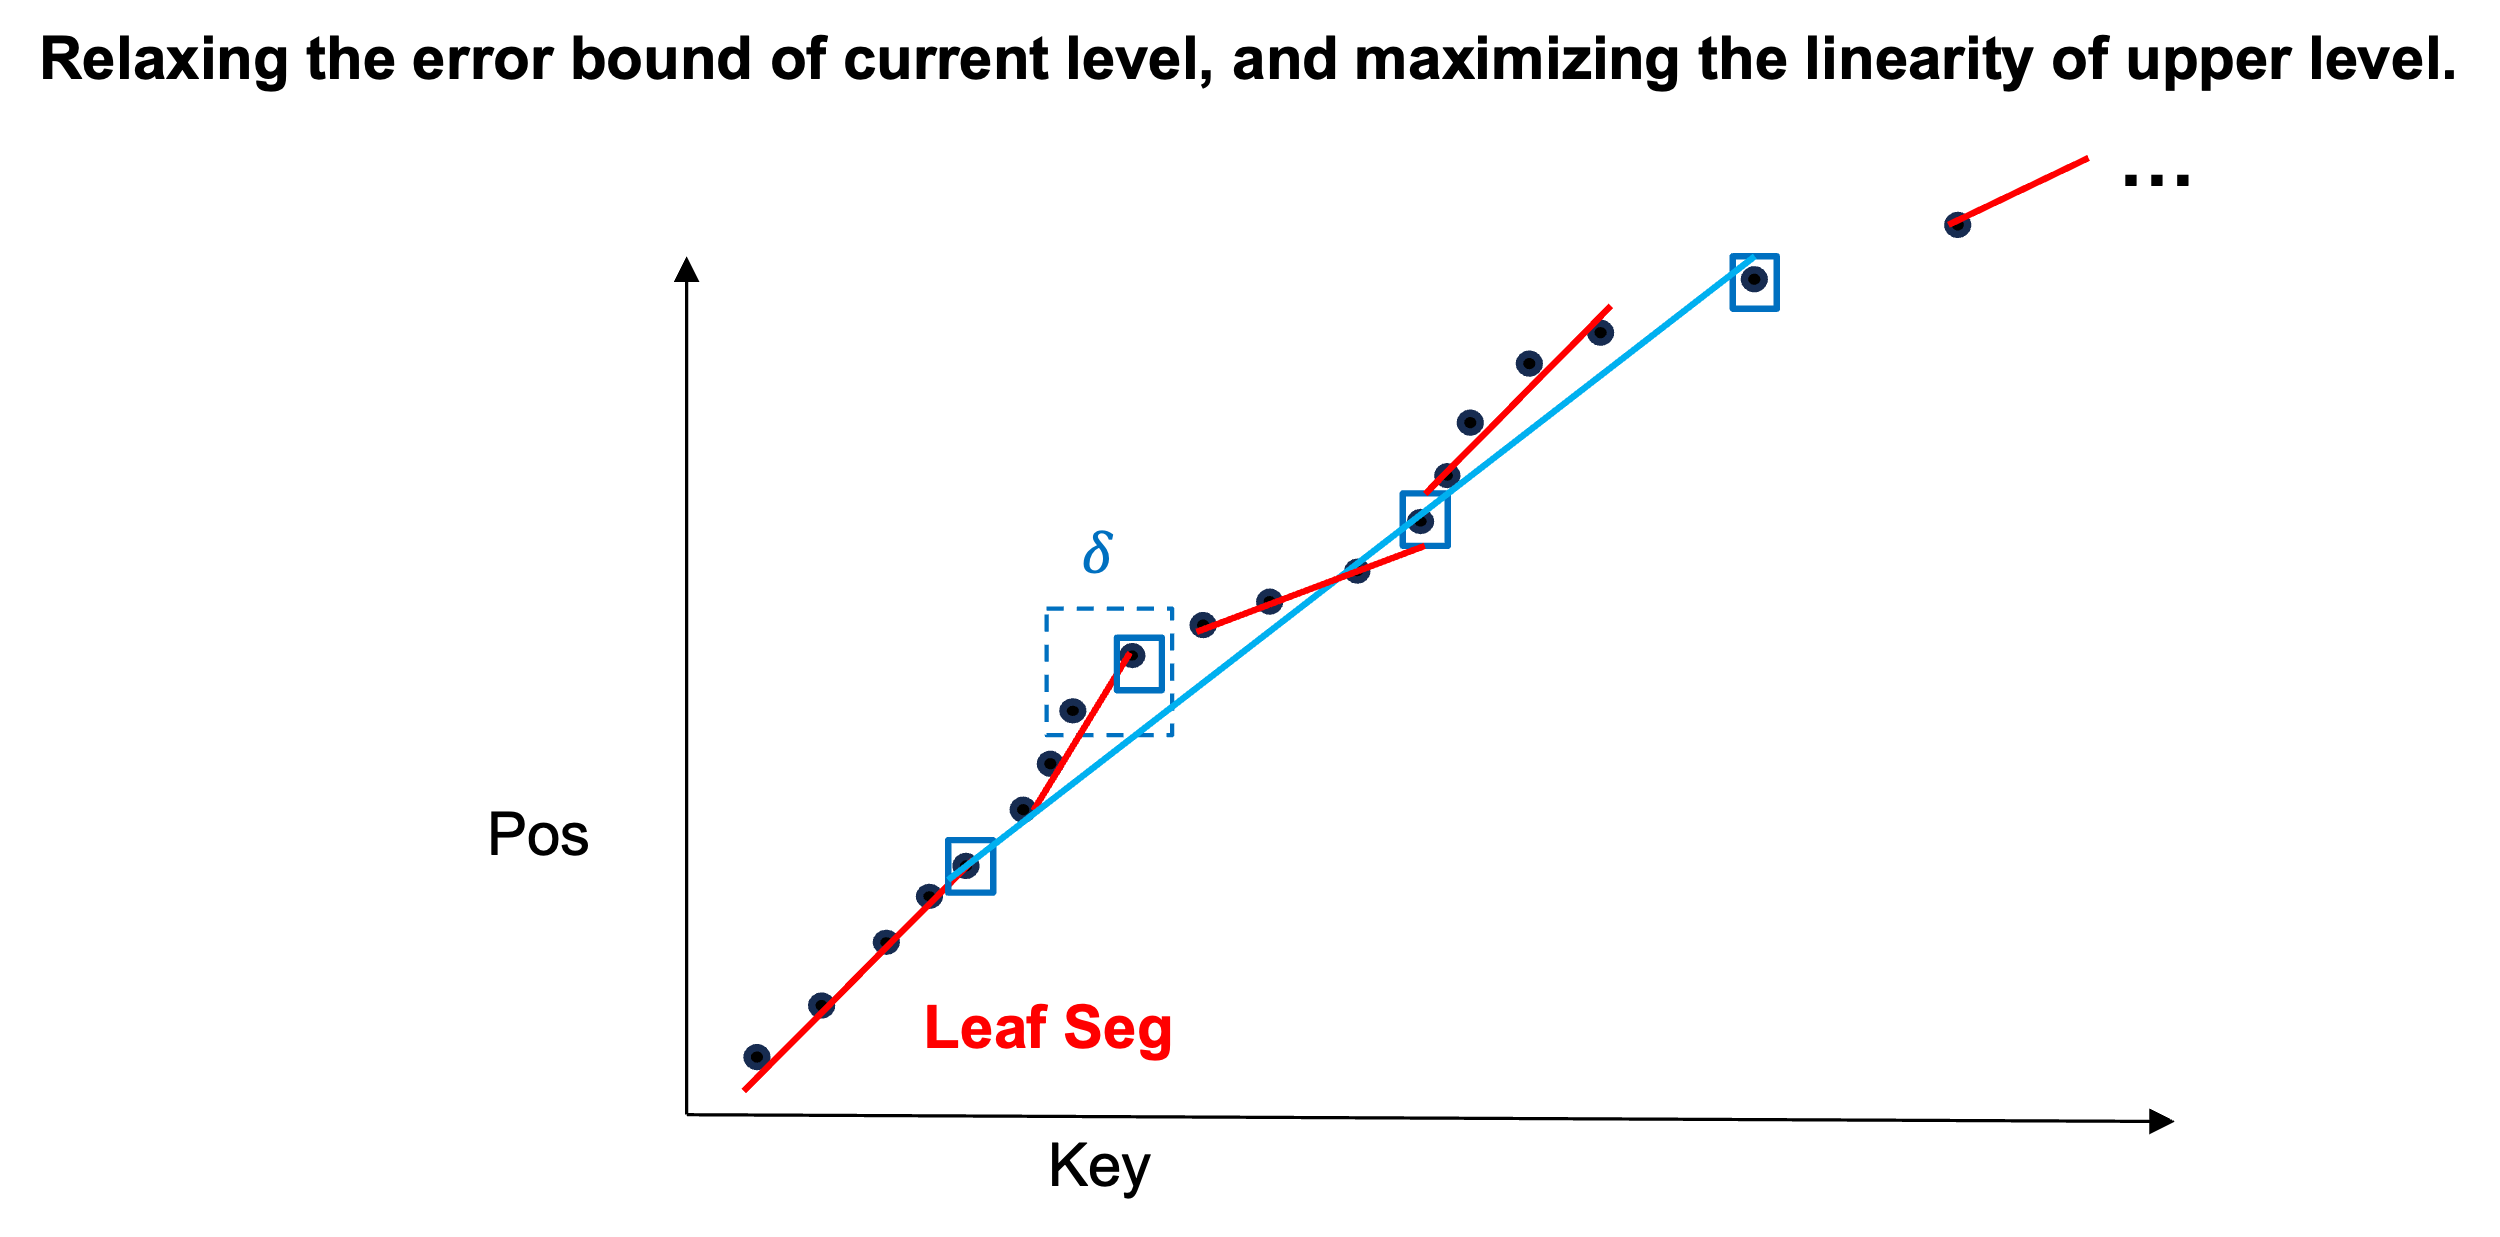 Relaxing the error bound of current level, and maximizing the linearity of upper level.
...
δ
Pos
Leaf Seg
Key